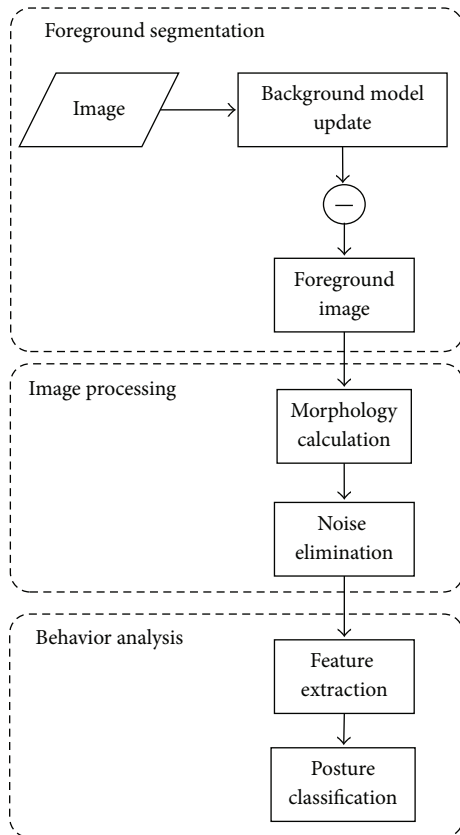 Foreground segmentation
Image
Background model
update
—
Foreground
image
Image processing
Morphology
calculation
Noise
elimination
Behavior analysis
Feature
extraction
Posture
classification